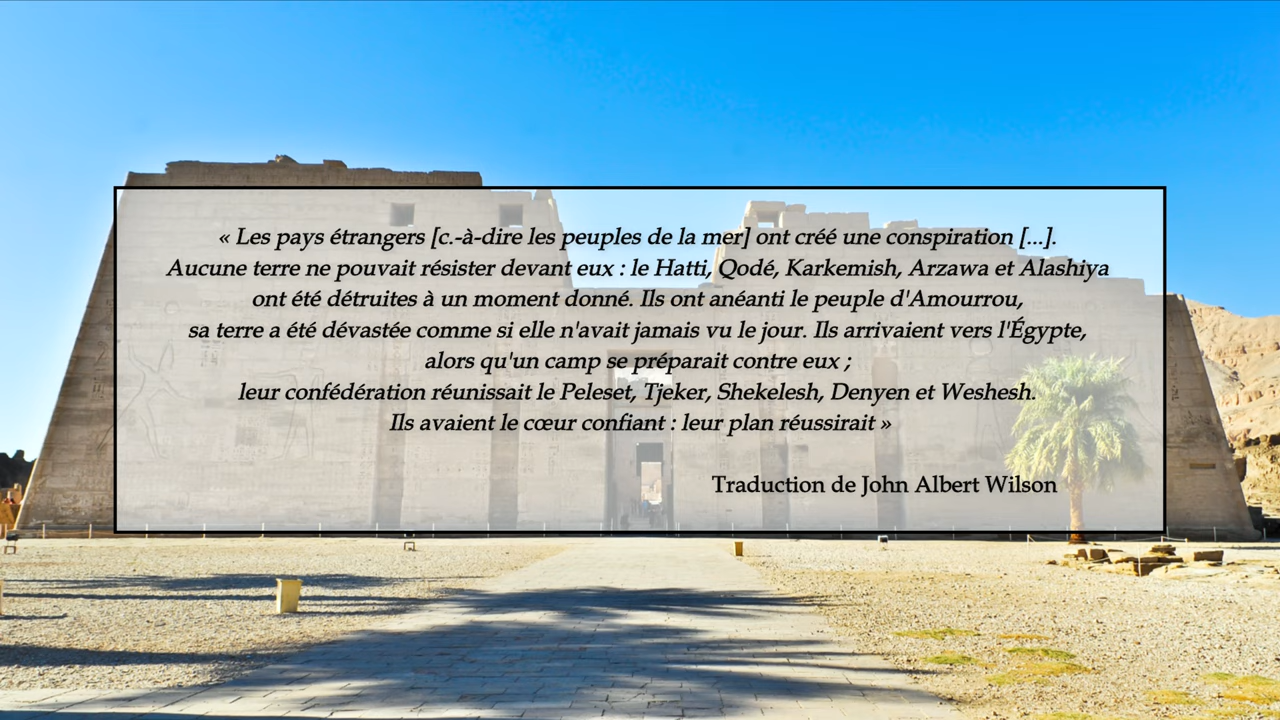 « Les pays étrangers [c.-à-dire les peuples de la mer] ont créé une conspiration [...].
Aucune terre ne pouvait résister devant eux : le Hatti, Qodé, Karkemish, Arzawa et Alashiya
ont été détruites à un moment donné. Ils ont anéanti le peuple d'Amourrou,
sa terre a été dévastée comme si elle n'avait jamais vu le jour. Ils arrivaient vers l'Égypte,
alors qu'un camp se préparait contre eux ;
leur confédération réunissait le Peleset, Tjeker, Shekelesh, Denyen et Weshesh.
Ils avaient le cœur confiant : leur plan réussirait »
Traduction de John Albert Wilson